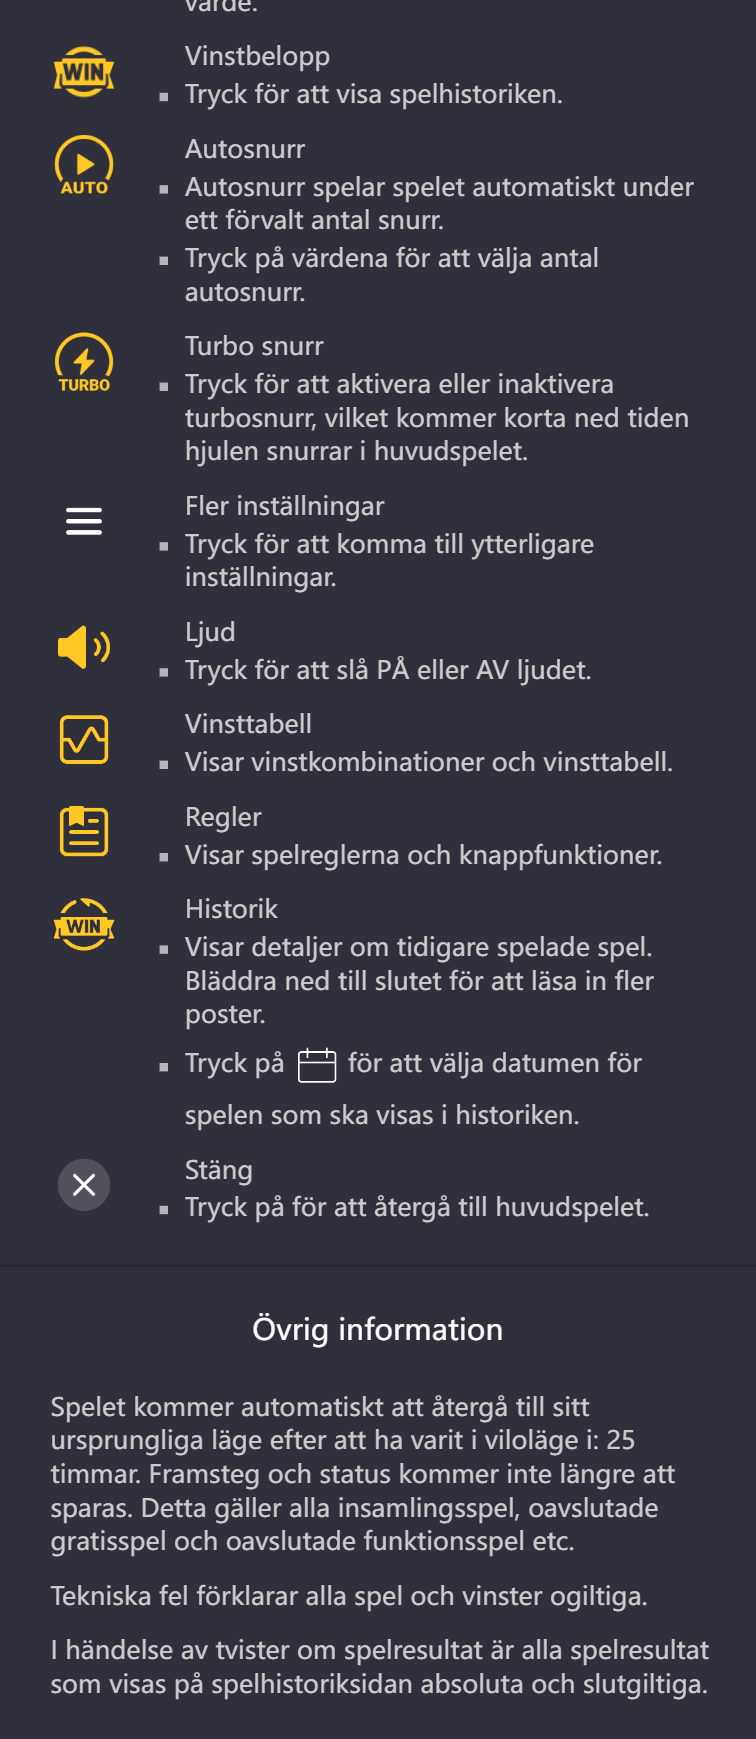 värde.
WIN
Vinstbelopp
▪ Tryck för att visa spelhistoriken.
AUTO
Autosnurr
▪ Autosnurr spelar spelet automatiskt under
ett förvalt antal snurr.
▪ Tryck på värdena för att välja antal
autosnurr.
TURBO
Turbo snurr
▪ Tryck för att aktivera eller inaktivera
turbosnurr, vilket kommer korta ned tiden
hjulen snurrar i huvudspelet.
Fler inställningar
▪ Tryck för att komma till ytterligare
inställningar.
Ljud
▪ Tryck för att slå PÅ eller AV ljudet.
Vinsttabell
▪ Visar vinstkombinationer och vinsttabell.
Regler
▪ Visar spelreglerna och knappfunktioner.
WIN
Historik
▪ Visar detaljer om tidigare spelade spel.
Bläddra ned till slutet för att läsa in fler
poster.
▪ Tryck på för att välja datumen för
spelen som ska visas i historiken.
Stäng
▪ Tryck på för att återgå till huvudspelet.
Övrig information
Spelet kommer automatiskt att återgå till sitt
ursprungliga läge efter att ha varit i viloläge i: 25
timmar. Framsteg och status kommer inte längre att
sparas. Detta gäller alla insamlingsspel, oavslutade
gratisspel och oavslutade funktionsspel etc.
Tekniska fel förklarar alla spel och vinster ogiltiga.
I händelse av tvister om spelresultat är alla spelresultat
som visas på spelhistoriksidan absoluta och slutgiltiga.